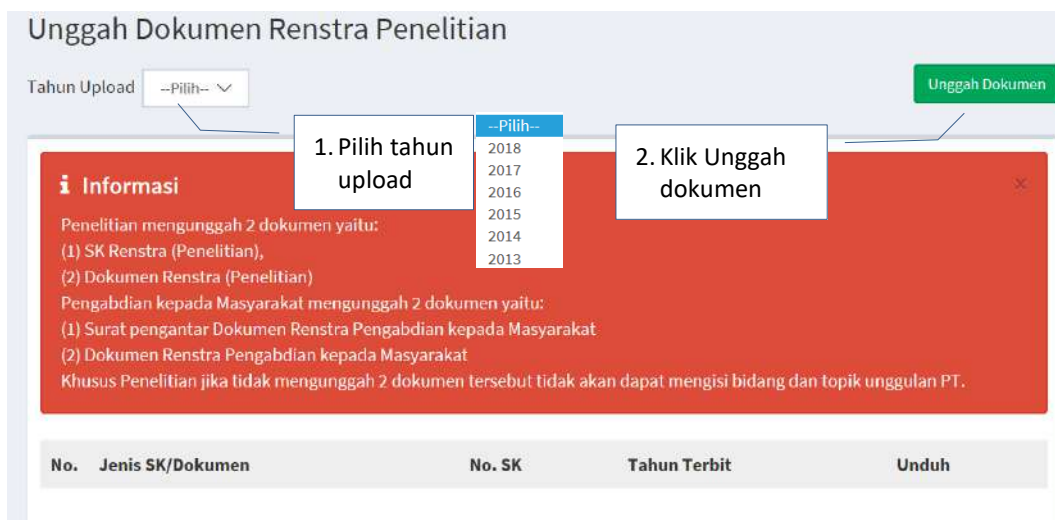 Unggah Dokumen Renstra Penelitian
Tahun Upload --Pilih--
Unggah Dokumen
1. Pilih tahun
upload
--Pilih--
2018
2017
2016
2015
2014
2013
2. Klik Unggah
dokumen
i Informasi
×
Penelitian mengunggah 2 dokumen yaitu:
(1) SK Renstra (Penelitian),
(2) Dokumen Renstra (Penelitian)
Pengabdian kepada Masyarakat mengunggah 2 dokumen yaitu:
(1) Surat pengantar Dokumen Renstra Pengabdian kepada Masyarakat
(2) Dokumen Renstra Pengabdian kepada Masyarakat
Khusus Penelitian jika tidak mengunggah 2 dokumen tersebut tidak akan dapat mengisi bidang dan topik unggulan PT.
No. Jenis SK/Dokumen No. SK Tahun Terbit Unduh